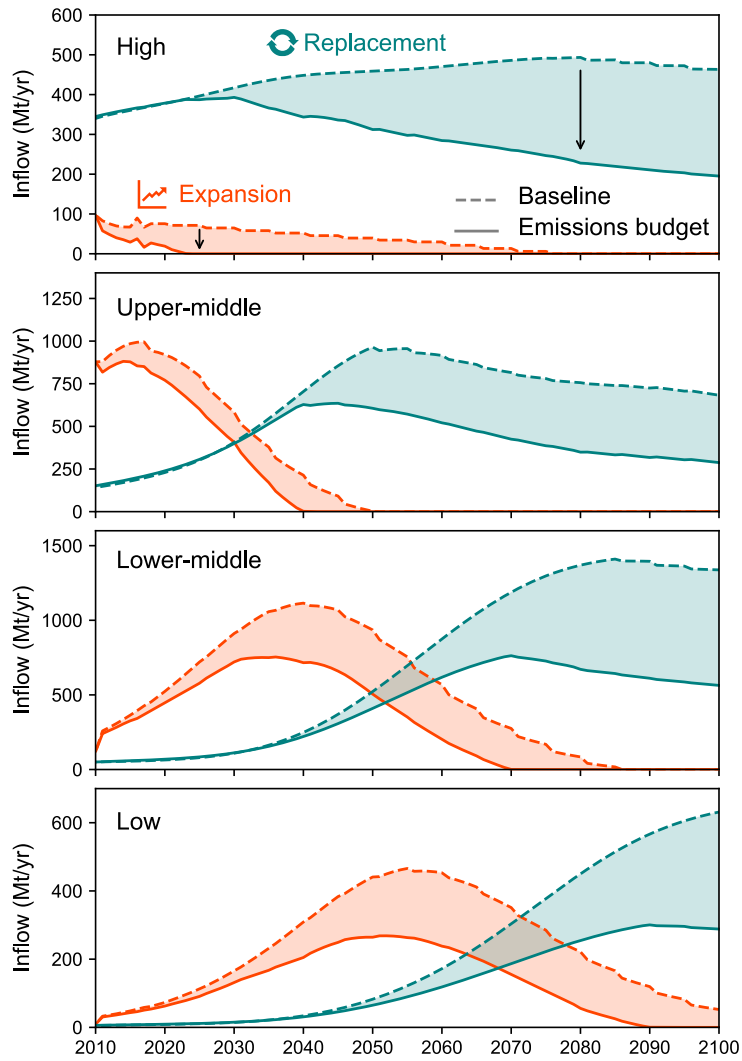 High
Replacement
Expansion
Baseline
Emissions budget
Inflow (Mt/yr)
600
500
400
300
200
100
0
Upper-middle
Inflow (Mt/yr)
1250
1000
750
500
250
0
Lower-middle
Inflow (Mt/yr)
1500
1000
500
0
Low
Inflow (Mt/yr)
600
400
200
0
2010 2020 2030 2040 2050 2060 2070 2080 2090 2100